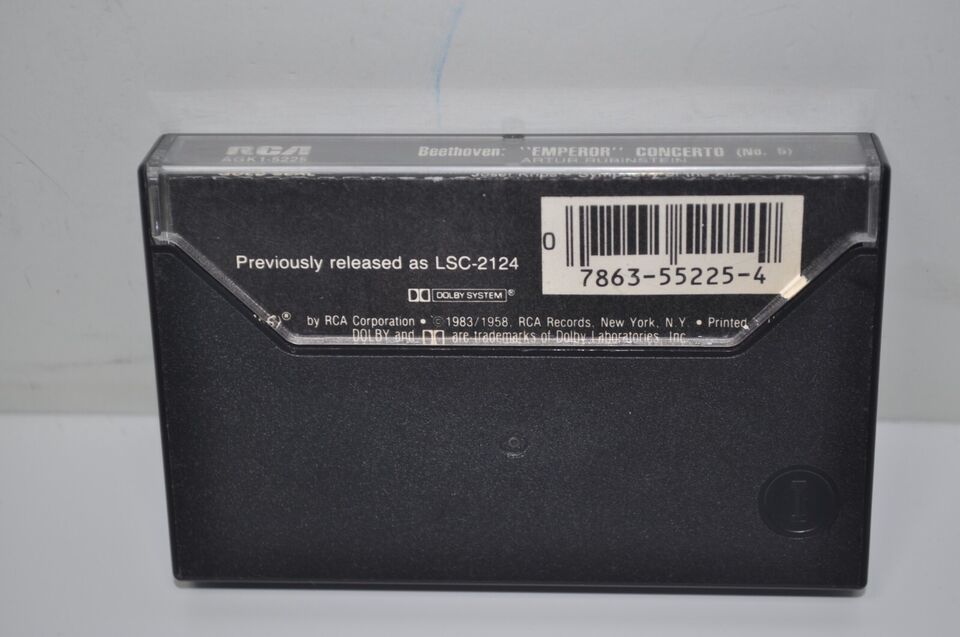 RCA Beethoven: "EMPEROR" CONCERTO (No. 5)
AGK1-5225 ARTUR RUBINSTEIN
GOLD SEAL
Previously released as LSC-2124
0
7863-55225-4
DOLBY SYSTEM®
® by RCA Corporation • ©1983/1958, RCA Records, New York, N.Y. • Printed
DOLBY and are trademarks of Dolby Laboratories, Inc.
I